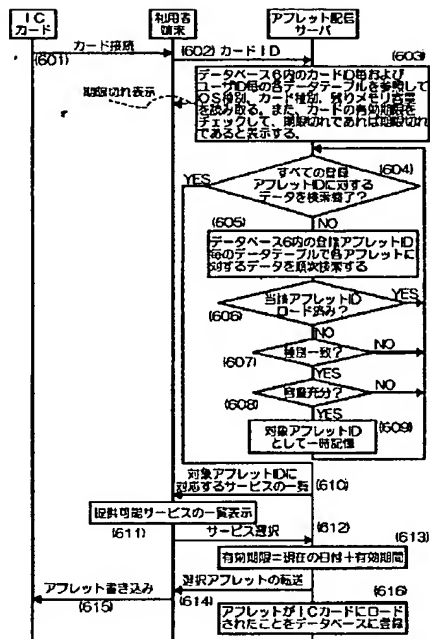 ICカード
利用者端末
アプレット配信サーバ
カード接続
(601)
(602) カードID
(603)
データベース6内のカードID毎および
ユーザID毎の各データテーブルを参照して
OS種別、カード種別、残りメモリ容量
を読み取る。また、カードの有効期限を
チェックして、期限切れであれば期限切れ
であると表示する。
期限切れ表示
(604)
YES
すべての登録
アプレットIDに対する
データを検索終了?
NO
(605)
データベース6内の登録アプレットID
毎のデータテーブルで各アプレットに
対するデータを順次検索する
当該アプレットID
ロード済み?
YES
(606)
NO
種別一致?
NO
(607)
YES
容量充分?
NO
(608)
YES
対象アプレットID
として一時記憶
(609)
対象アプレットIDに
対応するサービスの一覧
(610)
提供可能サービスの一覧表示
(611)
サービス選択
(612)
(613)
有効期限=現在の日付+有効期間
選択アプレットの転送
(614)
アプレット書き込み
(615)
(616)
アプレットがICカードにロード
されたことをデータベースに登録